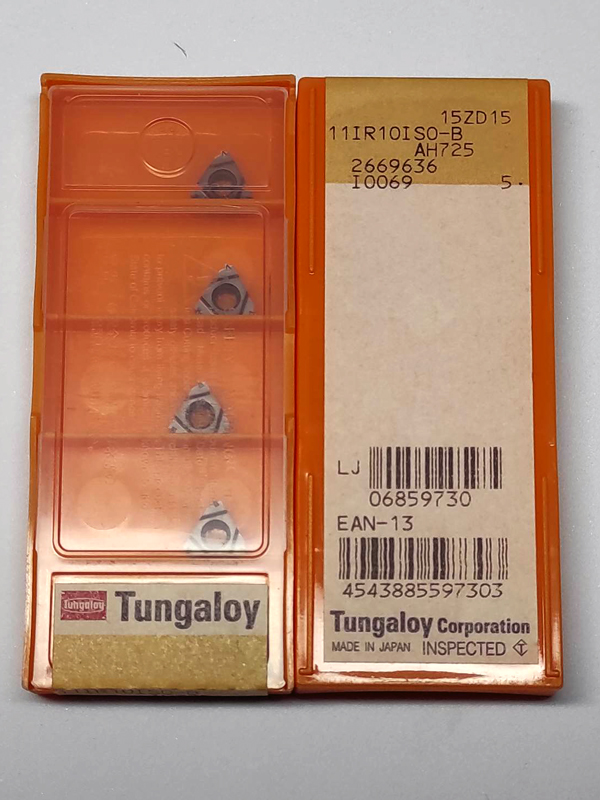 Tungaloy
Tungaloy
15ZD15
11IR10ISO-B
AH725
2669636
I0069 5.
LJ
06859730
EAN-13
4543885597303
Tungaloy Corporation
MADE IN JAPAN INSPECTED